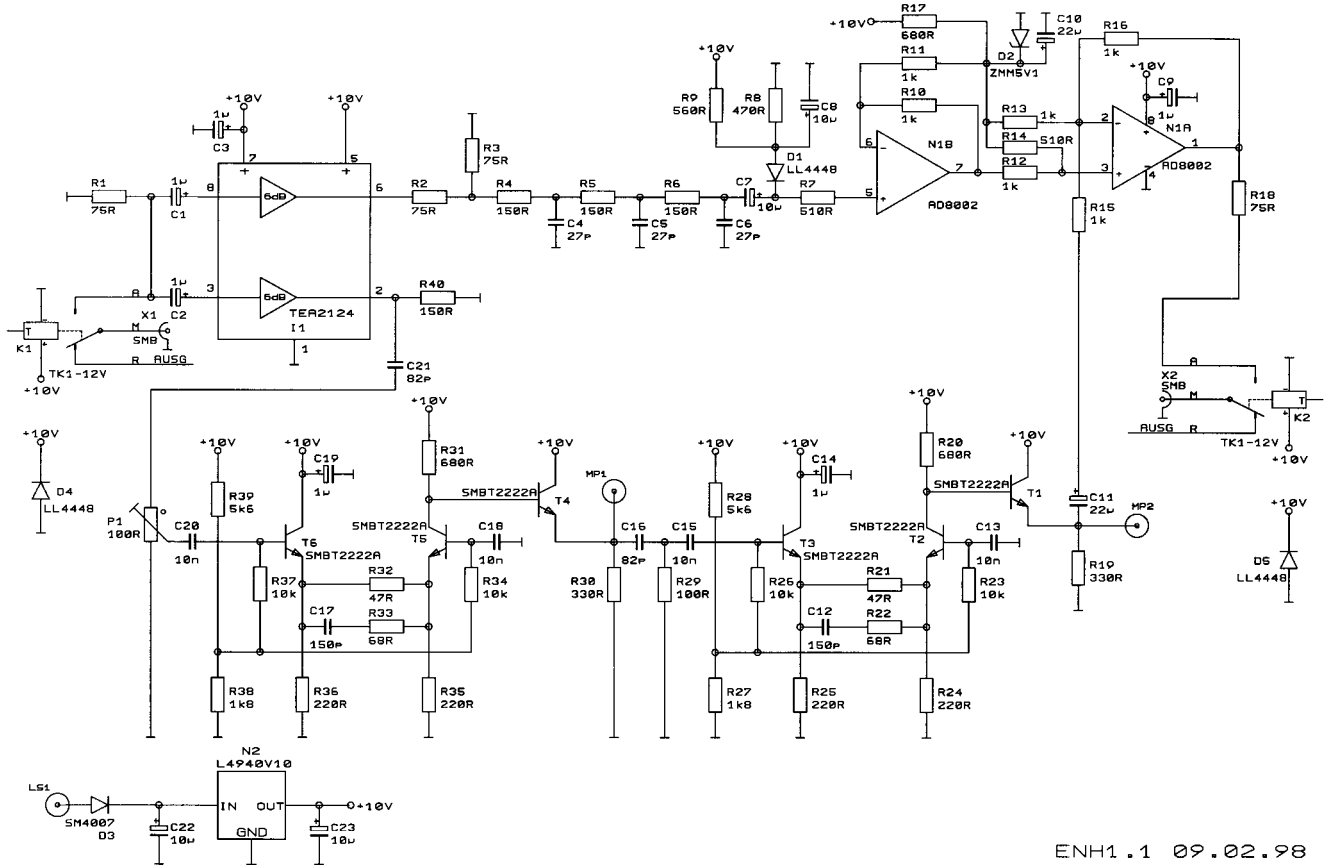 R17
+10V
680R
R11
1k
R10
1k
D2
ZMM5V1
C10
22µ
R16
1k
+10V
C9
1µ
R13
1k
R14
510R
R12
1k
2
3
8
4
1
N1A
AD8002
R15
1k
R18
75R
+10V
R9
560R
R8
470R
C8
10µ
D1
LL4448
6
5
7
N1B
AD8002
+10V
+10V
1µ
C3
7
5
R1
75R
1µ
C1
8
6dB
6
R2
75R
R3
75R
R4
150R
R5
150R
R6
150R
C7
10µ
R7
510R
C4
27p
C5
27p
C6
27p
1µ
C2
3
6dB
2
TEA2124
I1
1
R40
150R
C21
82p
A
X1
M
SMB
R
AUSG
T
K1
TK1-12V
+10V
A
X2
SMB
M
AUSG
R
T
K2
TK1-12V
+10V
+10V
D4
LL4448
P1
100R
C20
10n
+10V
R39
5k6
+10V
C19
1µ
+10V
R31
680R
SMBT2222A
+10V
T4
MP1
SMBT2222A
T6
SMBT2222A
T5
C18
10n
R37
10k
R32
47R
R34
10k
C17
150p
R33
68R
R38
1k8
R36
220R
R35
220R
R30
330R
C16
82p
C15
10n
R29
100R
+10V
R28
5k6
+10V
C14
1µ
+10V
R20
680R
SMBT2222A
+10V
T1
SMBT2222A
T3
SMBT2222A
T2
C13
10n
R26
10k
R21
47R
R23
10k
C12
150p
R22
68R
R27
1k8
R25
220R
R24
220R
C11
22µ
MP2
R19
330R
+10V
D5
LL4448
N2
L4940V10
LS1
SM4007
D3
IN OUT
GND
+10V
C22
10µ
C23
10µ
ENH1.1 09.02.98